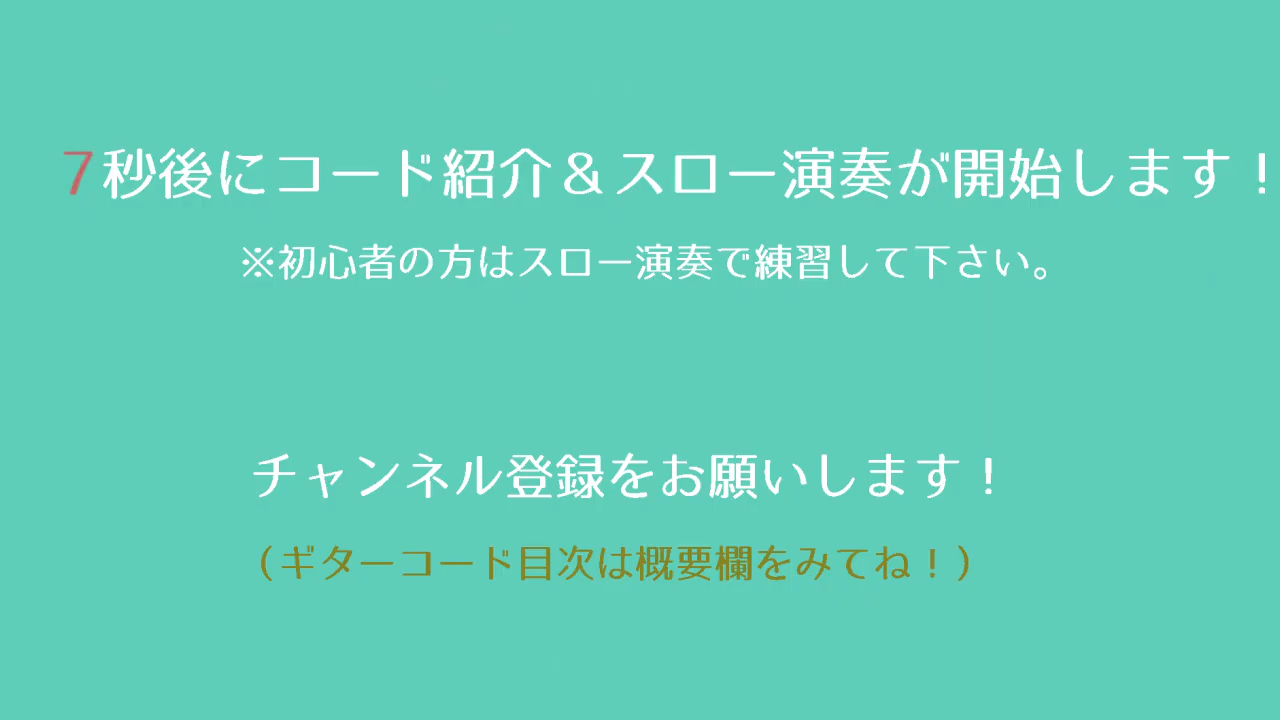 7秒後にコード紹介＆スロー演奏が開始します！
※初心者の方はスロー演奏で練習して下さい。
チャンネル登録をお願いします！
（ギターコード目次は概要欄をみてね！）